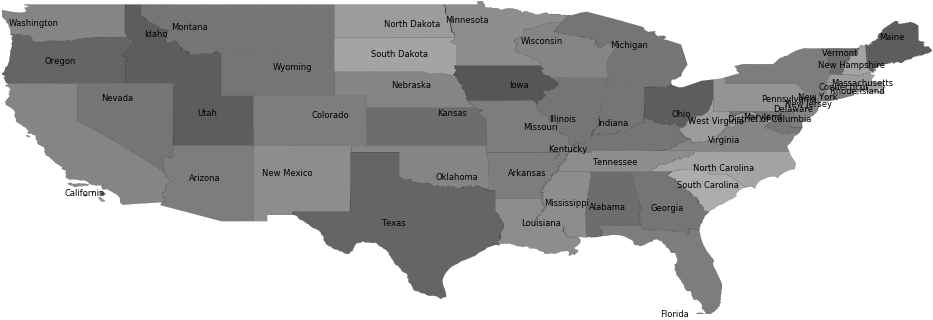 Washington
Idaho
Montana
North Dakota
Minnesota
Maine
Oregon
Wyoming
South Dakota
Wisconsin
Michigan
Vermont
New Hampshire
Nevada
Nebraska
Iowa
Massachusetts
Connecticut
Rhode Island
Utah
Colorado
Kansas
Missouri
Illinois
Indiana
Ohio
Pennsylvania
New York
New Jersey
Delaware
Maryland
District of Columbia
West Virginia
Virginia
Kentucky
Tennessee
North Carolina
South Carolina
California
Arizona
New Mexico
Oklahoma
Arkansas
Texas
Louisiana
Mississippi
Alabama
Georgia
Florida